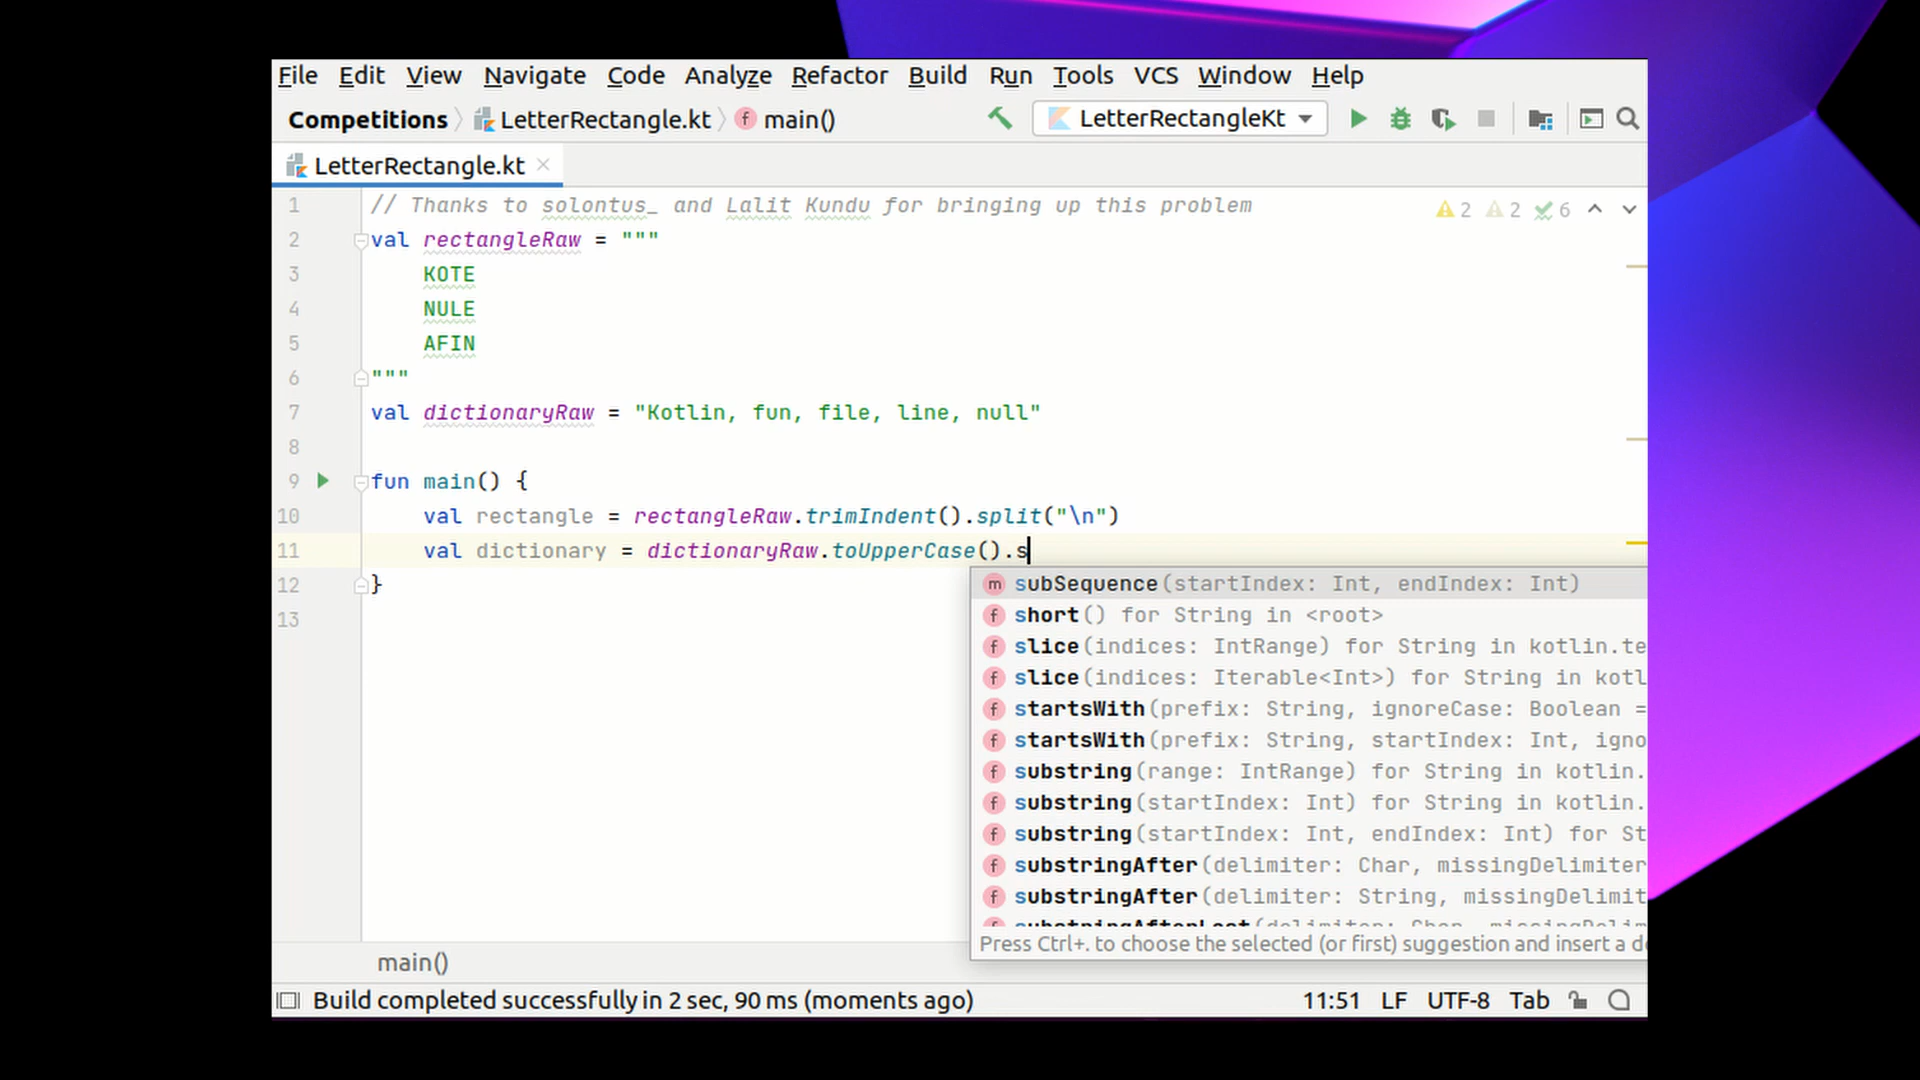 File Edit View Navigate Code Analyze Refactor Build Run Tools VCS Window Help
Competitions LetterRectangle.kt f main() LetterRectangleKt
LetterRectangle.kt
1 // Thanks to solontus_ and Lalit Kundu for bringing up this problem 2 2 6
2 val rectangleRaw = """
3 KOTE
4 NULE
5 AFIN
6 """
7 val dictionaryRaw = "Kotlin, fun, file, line, null"
8
9 fun main() {
10 val rectangle = rectangleRaw.trimIndent().split("\n")
11 val dictionary = dictionaryRaw.toUpperCase().s
12 }
13
m subSequence(startIndex: Int, endIndex: Int)
f short() for String in <root>
f slice(indices: IntRange) for String in kotlin.te
f slice(indices: Iterable<Int>) for String in kotl
f startsWith(prefix: String, ignoreCase: Boolean =
f startsWith(prefix: String, startIndex: Int, igno
f substring(range: IntRange) for String in kotlin.
f substring(startIndex: Int) for String in kotlin.
f substring(startIndex: Int, endIndex: Int) for St
f substringAfter(delimiter: Char, missingDelimiter
f substringAfter(delimiter: String, missingDelimit
f substringAfterLast(delimiter: Char, missingDelim
Press Ctrl+. to choose the selected (or first) suggestion and insert a d
main()
Build completed successfully in 2 sec, 90 ms (moments ago) 11:51 LF UTF-8 Tab